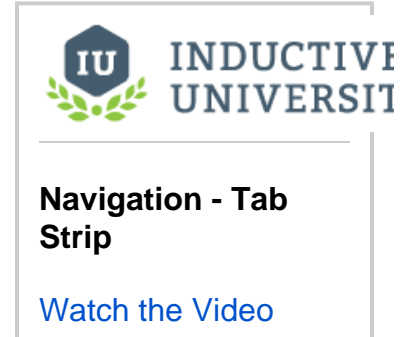 IU
INDUCTIVE
UNIVERSIT
Navigation - Tab
Strip
Watch the Video